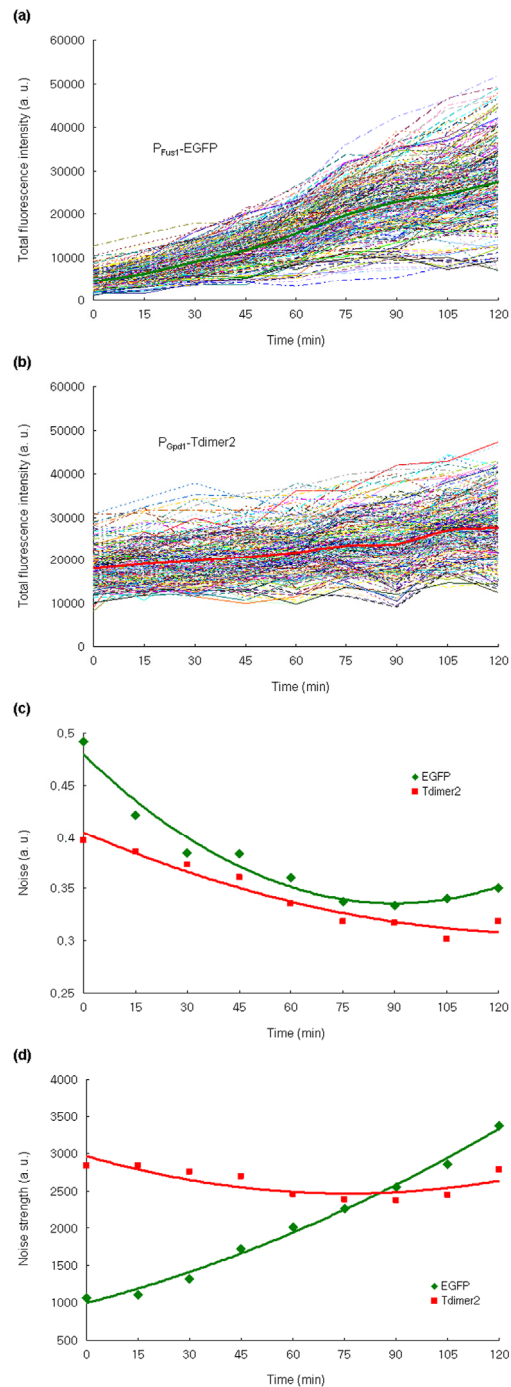 (a)
Total fluorescence intensity (a. u.)
60000
50000
40000
30000
20000
10000
0
PFus1-EGFP
0 15 30 45 60 75 90 105 120
Time (min)
(b)
Total fluorescence intensity (a. u.)
60000
50000
40000
30000
20000
10000
0
PGpd1-Tdimer2
0 15 30 45 60 75 90 105 120
Time (min)
(c)
Noise (a. u.)
0,5
0,45
0,4
0,35
0,3
0,25
EGFP
Tdimer2
0 15 30 45 60 75 90 105 120
Time (min)
(d)
Noise strength (a. u.)
4000
3500
3000
2500
2000
1500
1000
500
EGFP
Tdimer2
0 15 30 45 60 75 90 105 120
Time (min)